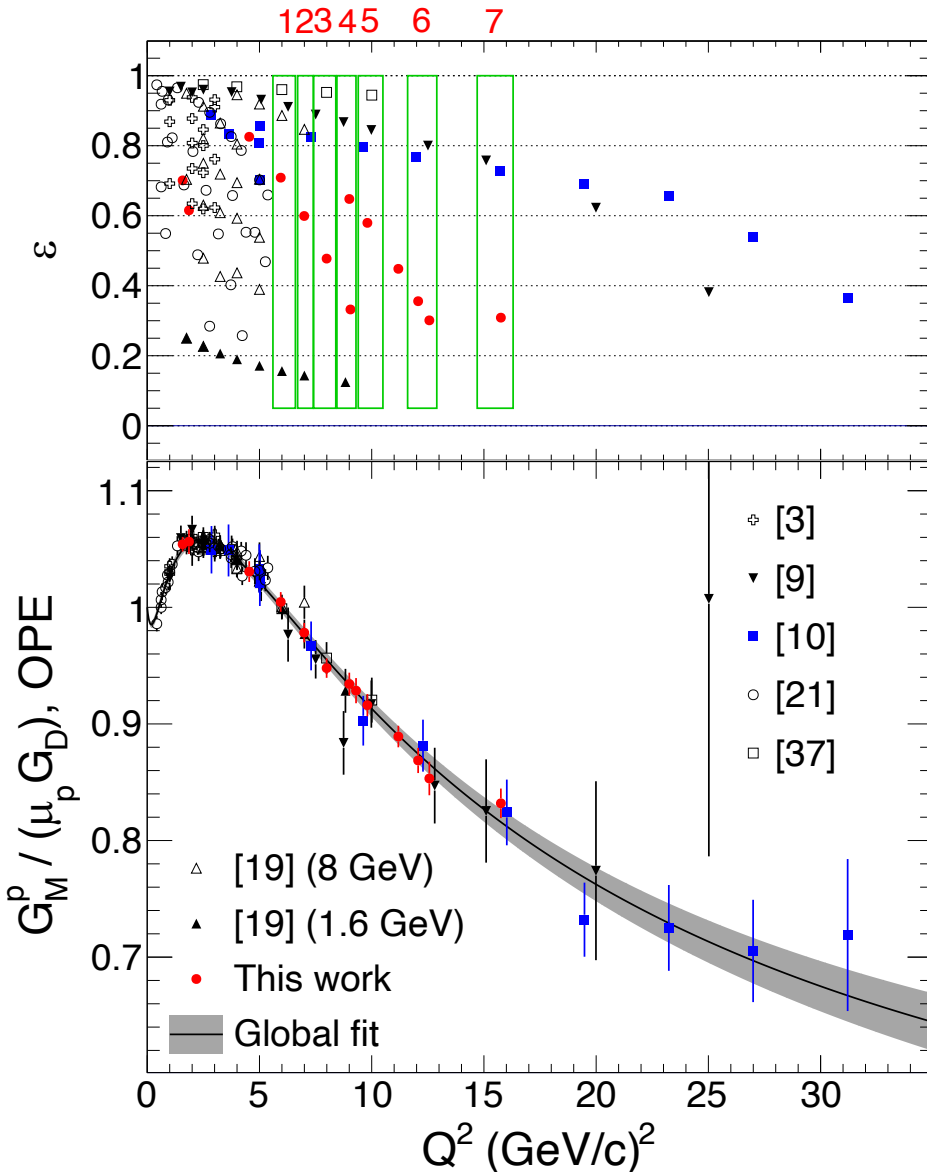 1 2 3 4 5 6 7
1
0.8
0.6
0.4
0.2
0
ε
1.1
1
0.9
0.8
0.7
G_M^p / (μ_p G_D), OPE
[3]
[9]
[10]
[21]
[37]
[19] (8 GeV)
[19] (1.6 GeV)
This work
Global fit
0 5 10 15 20 25 30
Q² (GeV/c)²